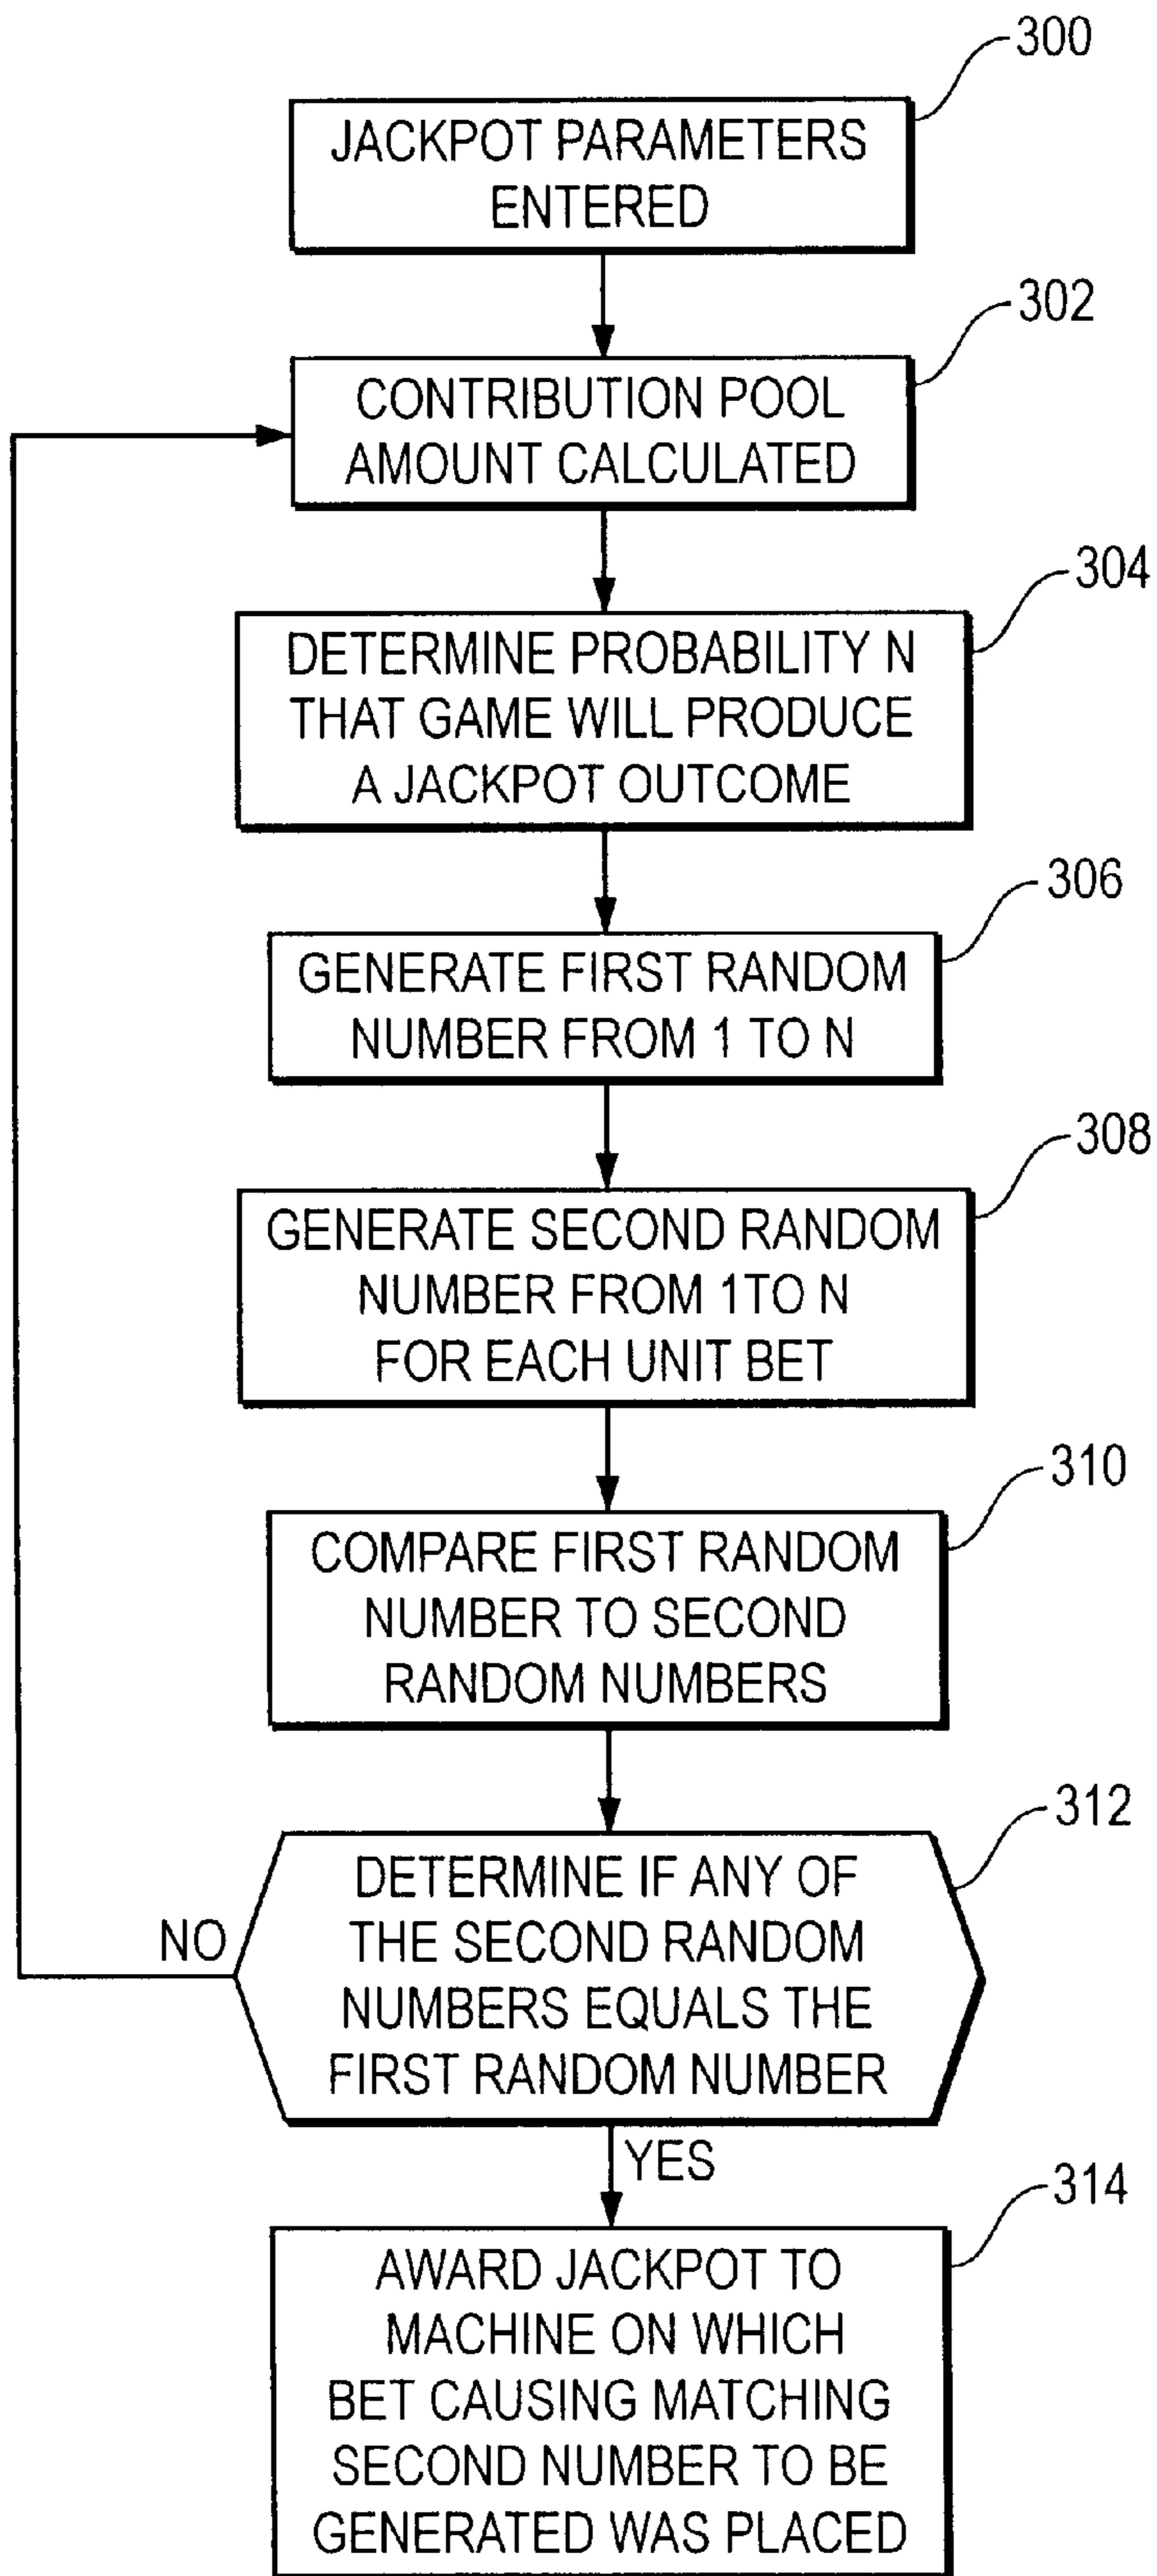 300
JACKPOT PARAMETERS
ENTERED
302
CONTRIBUTION POOL
AMOUNT CALCULATED
304
DETERMINE PROBABILITY N
THAT GAME WILL PRODUCE
A JACKPOT OUTCOME
306
GENERATE FIRST RANDOM
NUMBER FROM 1 TO N
308
GENERATE SECOND RANDOM
NUMBER FROM 1TO N
FOR EACH UNIT BET
310
COMPARE FIRST RANDOM
NUMBER TO SECOND
RANDOM NUMBERS
312
DETERMINE IF ANY OF
THE SECOND RANDOM
NUMBERS EQUALS THE
FIRST RANDOM NUMBER
NO
YES
314
AWARD JACKPOT TO
MACHINE ON WHICH
BET CAUSING MATCHING
SECOND NUMBER TO BE
GENERATED WAS PLACED